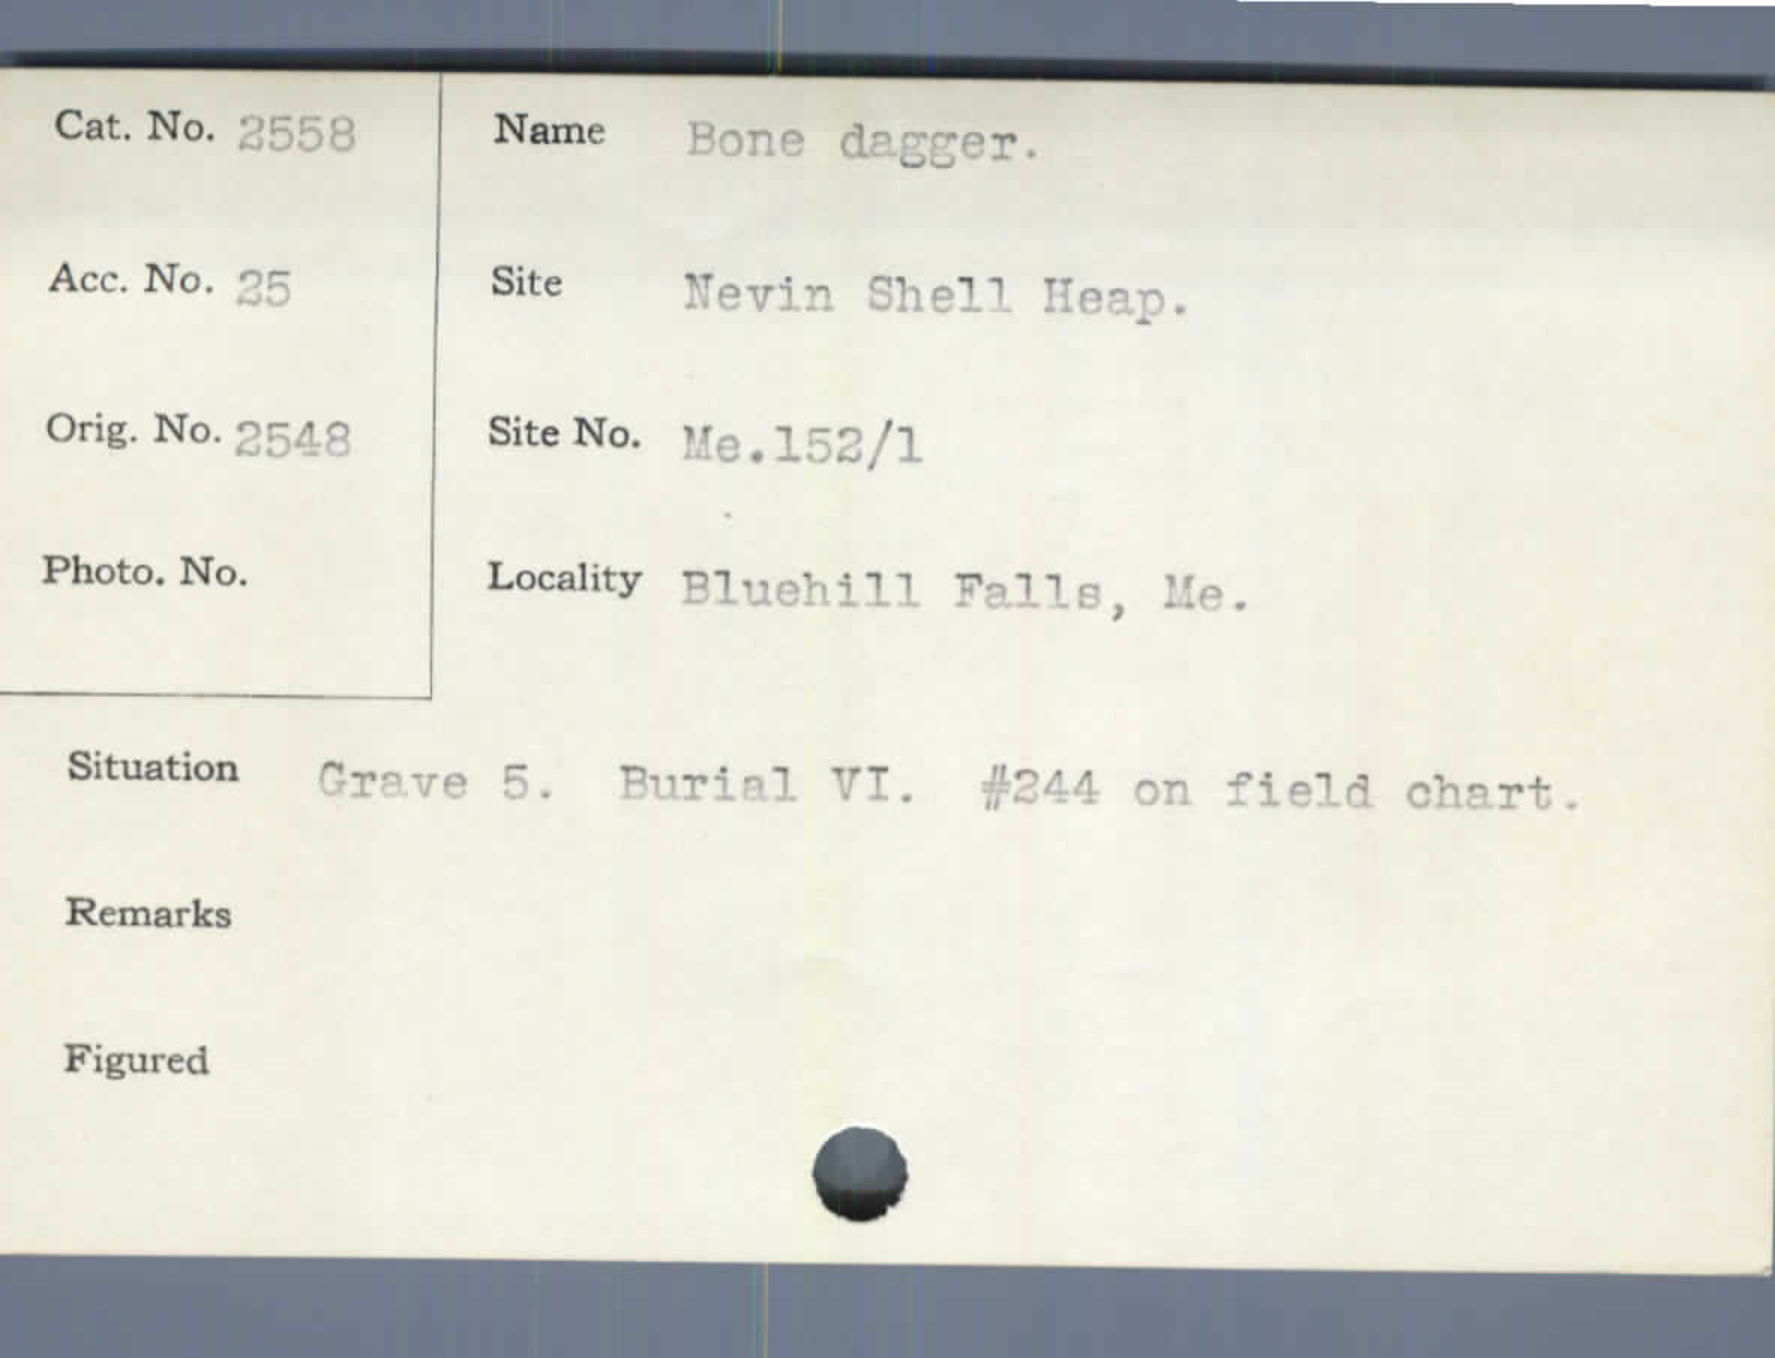 Cat. No. 2558
Acc. No. 25
Orig. No. 2548
Photo. No.
Name Bone dagger.
Site Nevin Shell Heap.
Site No. Me.152/1
Locality Bluehill Falls, Me.
Situation Grave 5. Burial VI. #244 on field chart.
Remarks
Figured